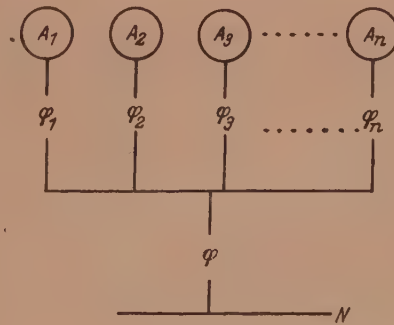 A1 A2 A3 ........ An
φ1 φ2 φ3 ........ φn
φ
N